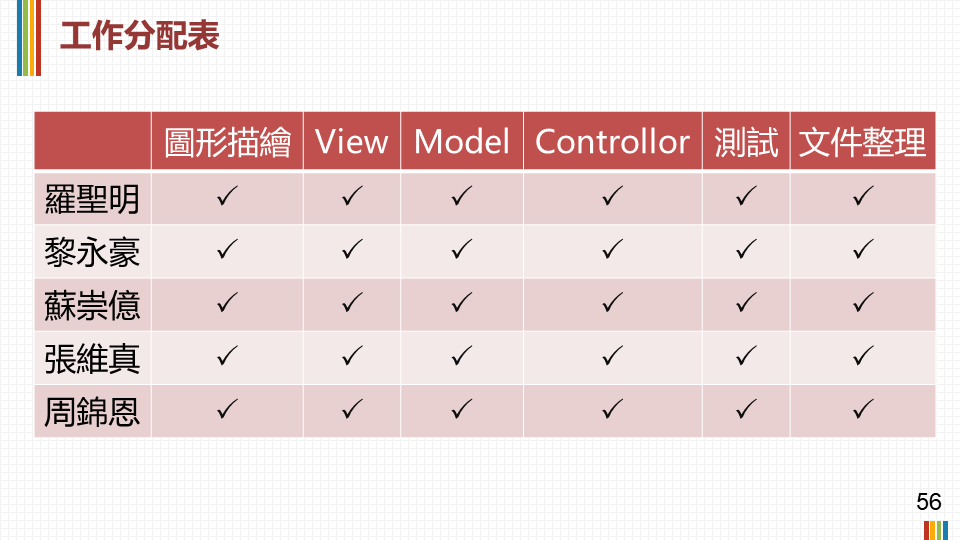 工作分配表
圖形描繪 View Model Controllor 測試 文件整理
羅聖明 ✓ ✓ ✓ ✓ ✓ ✓
黎永豪 ✓ ✓ ✓ ✓ ✓ ✓
蘇崇億 ✓ ✓ ✓ ✓ ✓ ✓
張維真 ✓ ✓ ✓ ✓ ✓ ✓
周錦恩 ✓ ✓ ✓ ✓ ✓ ✓
56